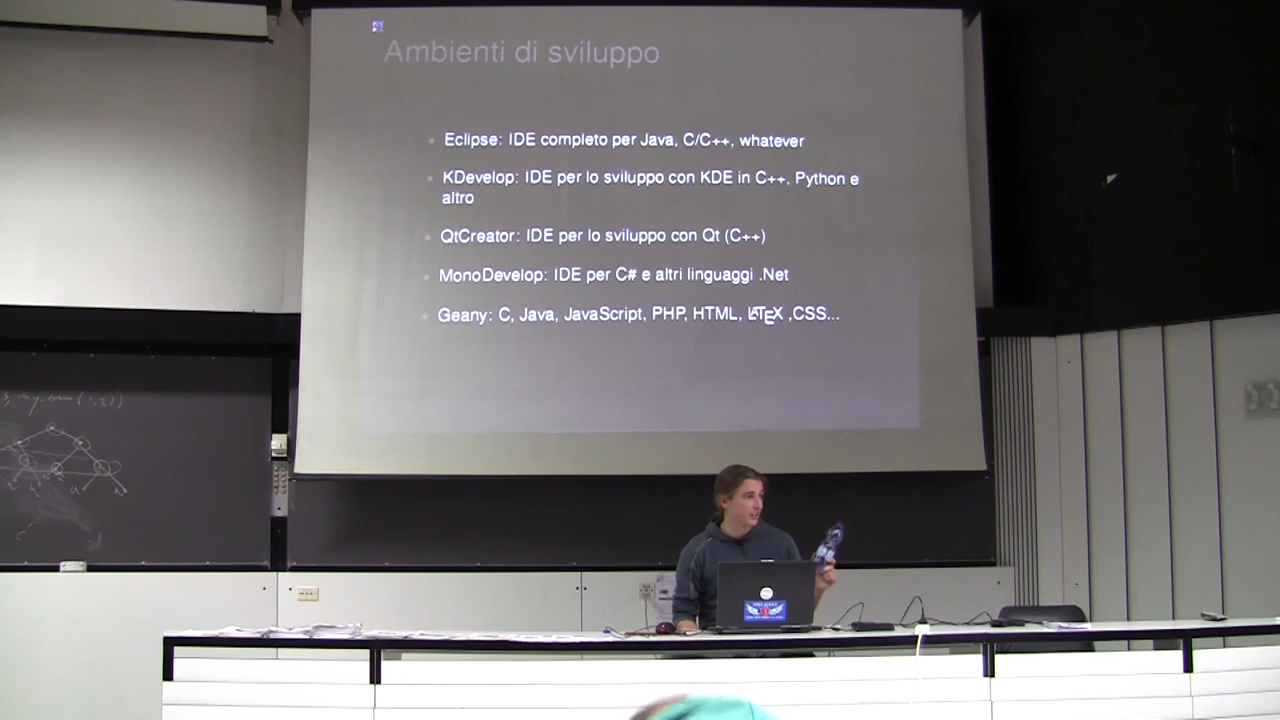 Ambienti di sviluppo
Eclipse: IDE completo per Java, C/C++, whatever
KDevelop: IDE per lo sviluppo con KDE in C++, Python e
altro
QtCreator: IDE per lo sviluppo con Qt (C++)
MonoDevelop: IDE per C# e altri linguaggi .Net
Geany: C, Java, JavaScript, PHP, HTML, LATEX ,CSS...